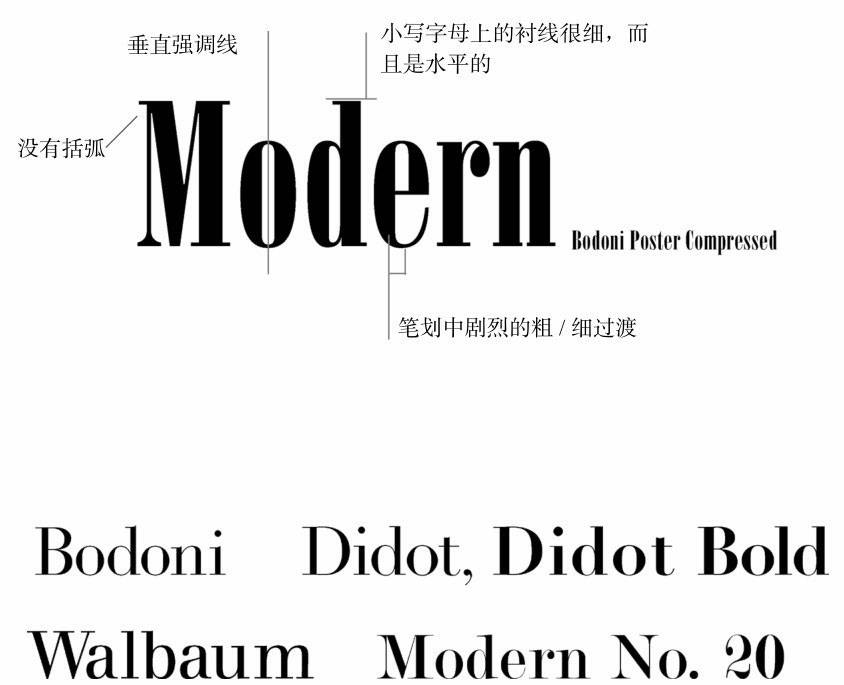 垂直强调线
小写字母上的衬线很细，而
且是水平的
没有括弧
Modern
Bodoni Poster Compressed
笔划中剧烈的粗 / 细过渡
Bodoni
Didot, Didot Bold
Walbaum
Modern No. 20